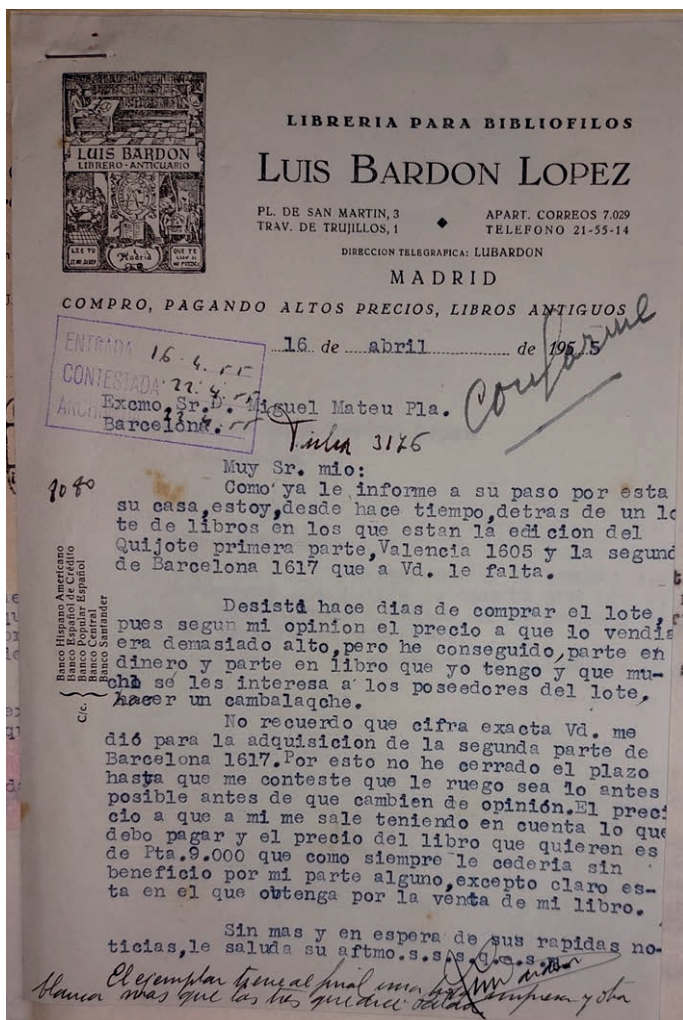 LUIS BARDON
LIBRERO-ANTICUARIO
Madrid
LIBRERIA PARA BIBLIOFILOS
LUIS BARDON LOPEZ
PL. DE SAN MARTIN, 3
TRAV. DE TRUJILLOS, 1
APART. CORREOS 7.029
TELEFONO 21-55-14
DIRECCION TELEGRAFICA: LUBARDON
MADRID
COMPRO, PAGANDO ALTOS PRECIOS, LIBROS ANTIGUOS
16 de abril de 1955
Conforme
ENTRADA 16-4-55
CONTESTADA 22-4-55
Excmo. Sr. D. Miguel Mateu Pla.
Barcelona.
3176
8080
Muy Sr. mio:
Como ya le informe a su paso por esta
su casa,estoy,desde hace tiempo,detras de un lo
te de libros en los que estan la edicion del
Quijote primera parte,Valencia 1605 y la segund
de Barcelona 1617 que a Vd. le falta.
Desistí hace dias de comprar el lote,
pues segun mi opinion el precio a que lo vendia
era demasiado alto,pero he conseguido,parte en
dinero y parte en libro que yo tengo y que mu-
cho se les interesa a los poseedores del lote,
hacer un cambalaqche.
No recuerdo que cifra exacta Vd. me
dió para la adquisicion de la segunda parte de
Barcelona 1617.Por esto no he cerrado el plazo
hasta que me conteste que le ruego sea lo antes
posible antes de que cambien de opinión.El preci
cio a que a mi me sale teniendo en cuenta lo que
debo pagar y el precio del libro que quieren es
de Pta.9.000 que como siempre le cederia sin
beneficio por mi parte alguno,excepto claro es-
ta en el que obtenga por la venta de mi libro.
Sin mas y en espera de sus rapidas no-
ticias,le saluda su aftmo.s.s.s.q.e.s.m.
El ejemplar tiene al final una impresa y otra
blanca mas que las tres que dice
Banco Hispano Americano
Banco Español de Crédito
Banco Popular Español
Banco Central
Banco Santander
C/c.